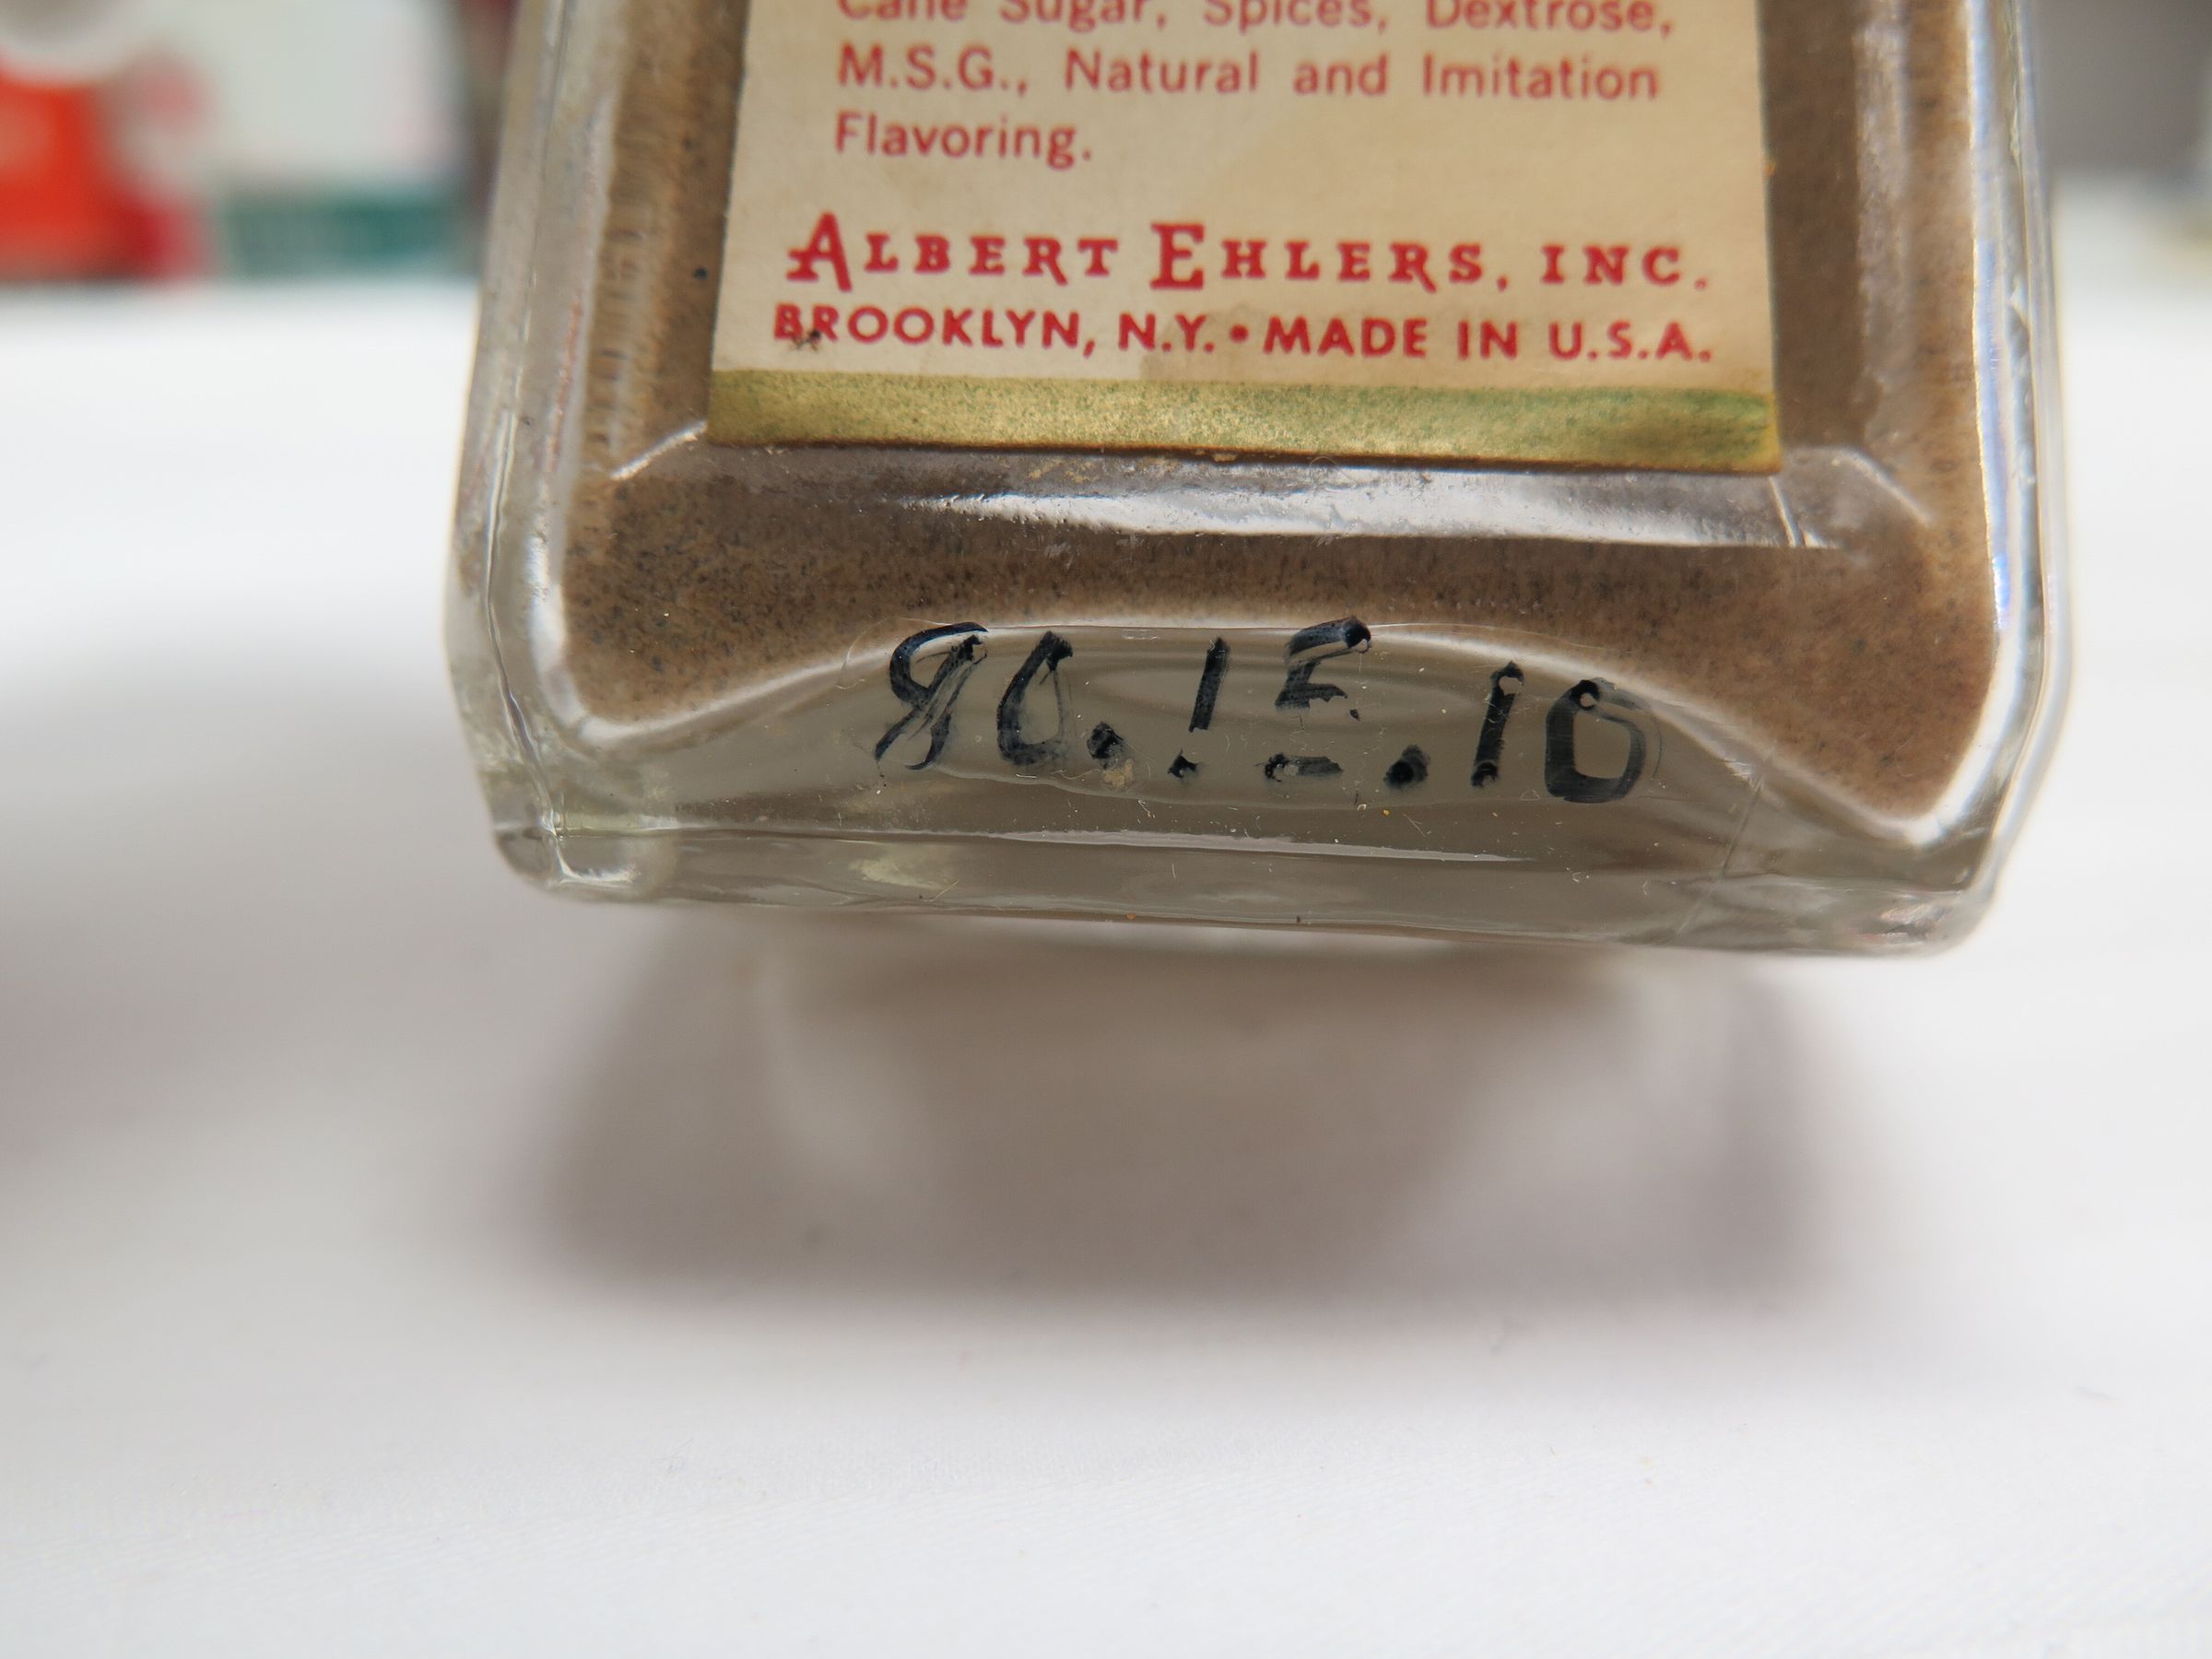 Cane Sugar, Spices, Dextrose,
M.S.G., Natural and Imitation
Flavoring.
ALBERT EHLERS, INC.
BROOKLYN, N.Y. • MADE IN U.S.A.
80.15.10